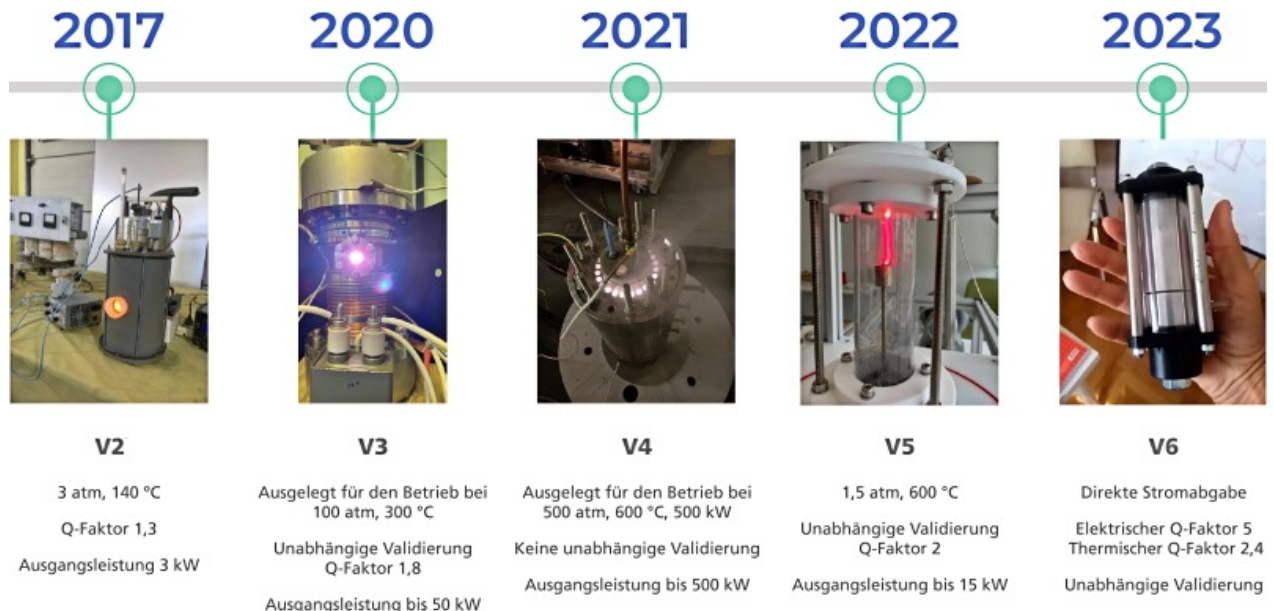 2017
2020
2021
2022
2023
V2
3 atm, 140 °C
Q-Faktor 1,3
Ausgangsleistung 3 kW
V3
Ausgelegt für den Betrieb bei
100 atm, 300 °C
Unabhängige Validierung
Q-Faktor 1,8
Ausgangsleistung bis 50 kW
V4
Ausgelegt für den Betrieb bei
500 atm, 600 °C, 500 kW
Keine unabhängige Validierung
Ausgangsleistung bis 500 kW
V5
1,5 atm, 600 °C
Unabhängige Validierung
Q-Faktor 2
Ausgangsleistung bis 15 kW
V6
Direkte Stromabgabe
Elektrischer Q-Faktor 5
Thermischer Q-Faktor 2,4
Unabhängige Validierung